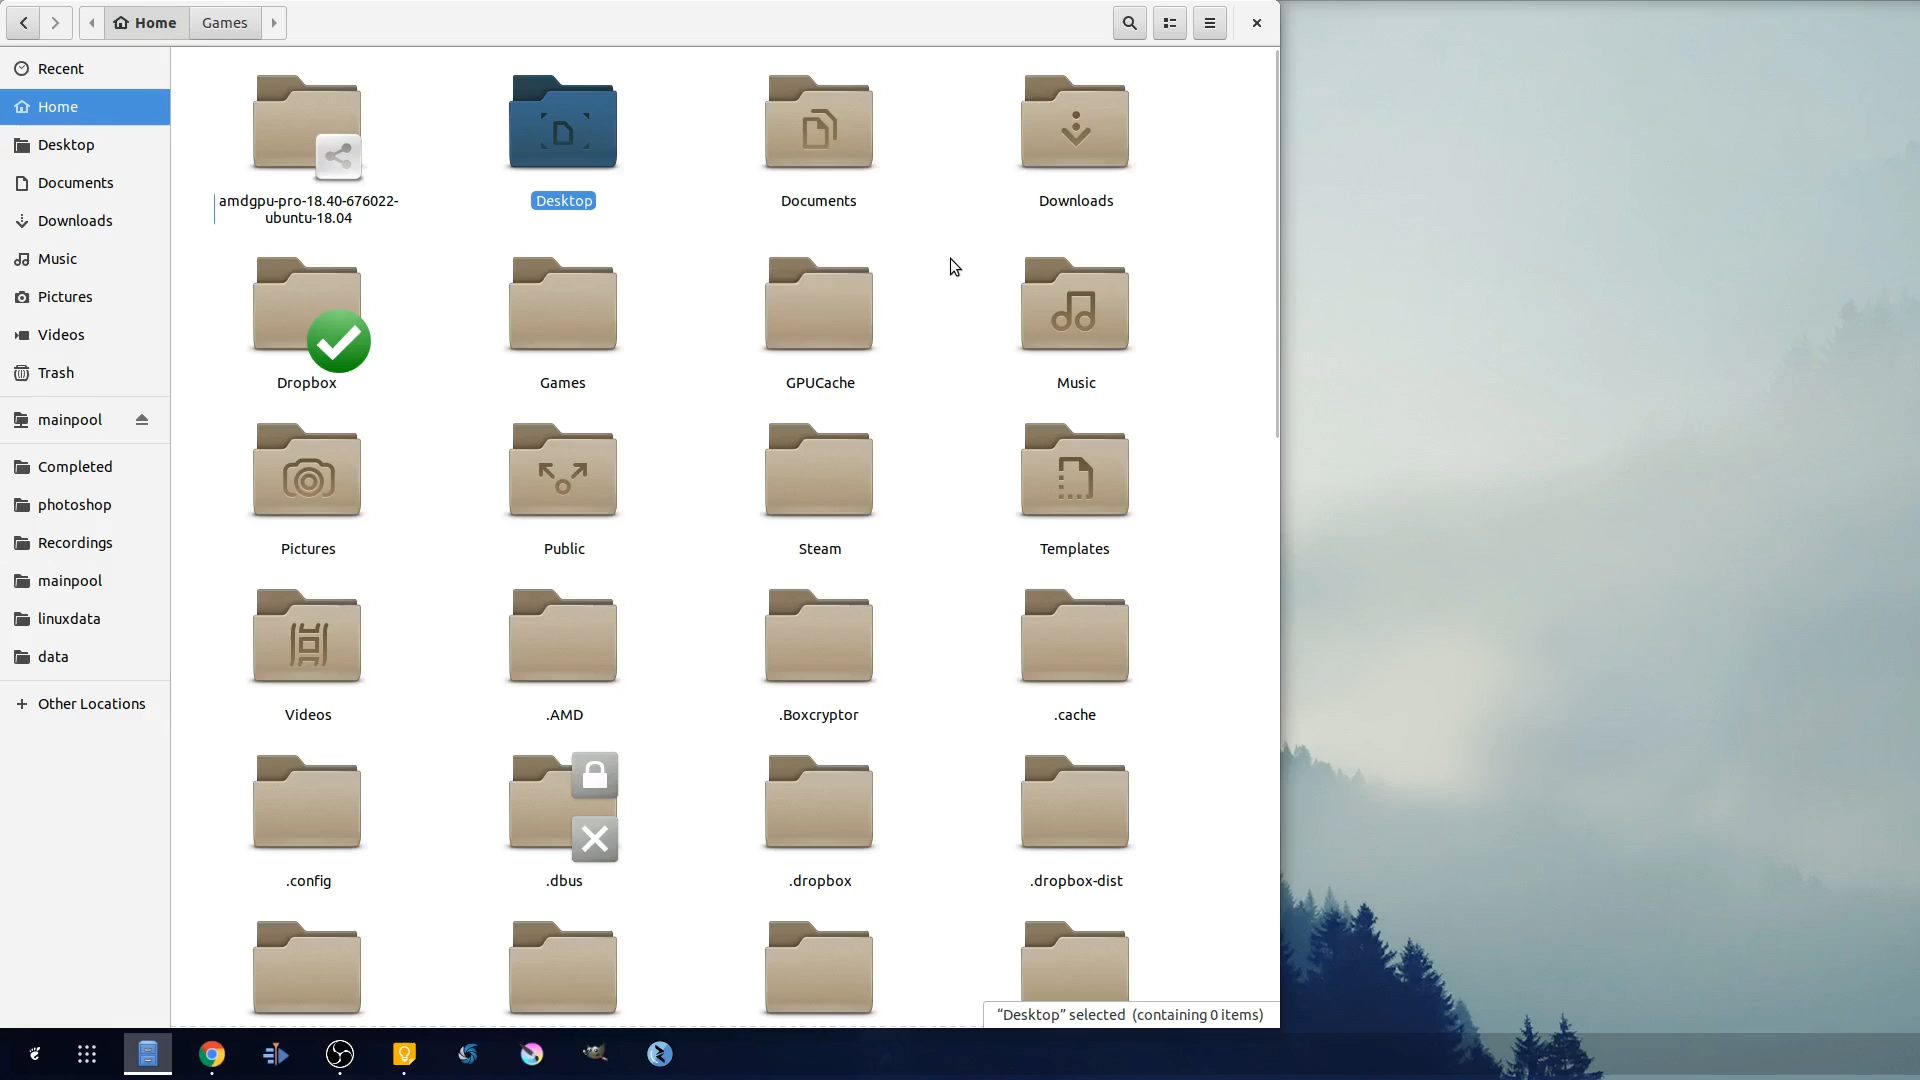 Home
Games
Recent
Home
Desktop
Documents
Downloads
Music
Pictures
Videos
Trash
mainpool
Completed
photoshop
Recordings
mainpool
linuxdata
data
Other Locations
amdgpu-pro-18.40-676022-
ubuntu-18.04
Desktop
Documents
Downloads
Dropbox
Games
GPUCache
Music
Pictures
Public
Steam
Templates
Videos
.AMD
.Boxcryptor
.cache
.config
.dbus
.dropbox
.dropbox-dist
“Desktop” selected (containing 0 items)